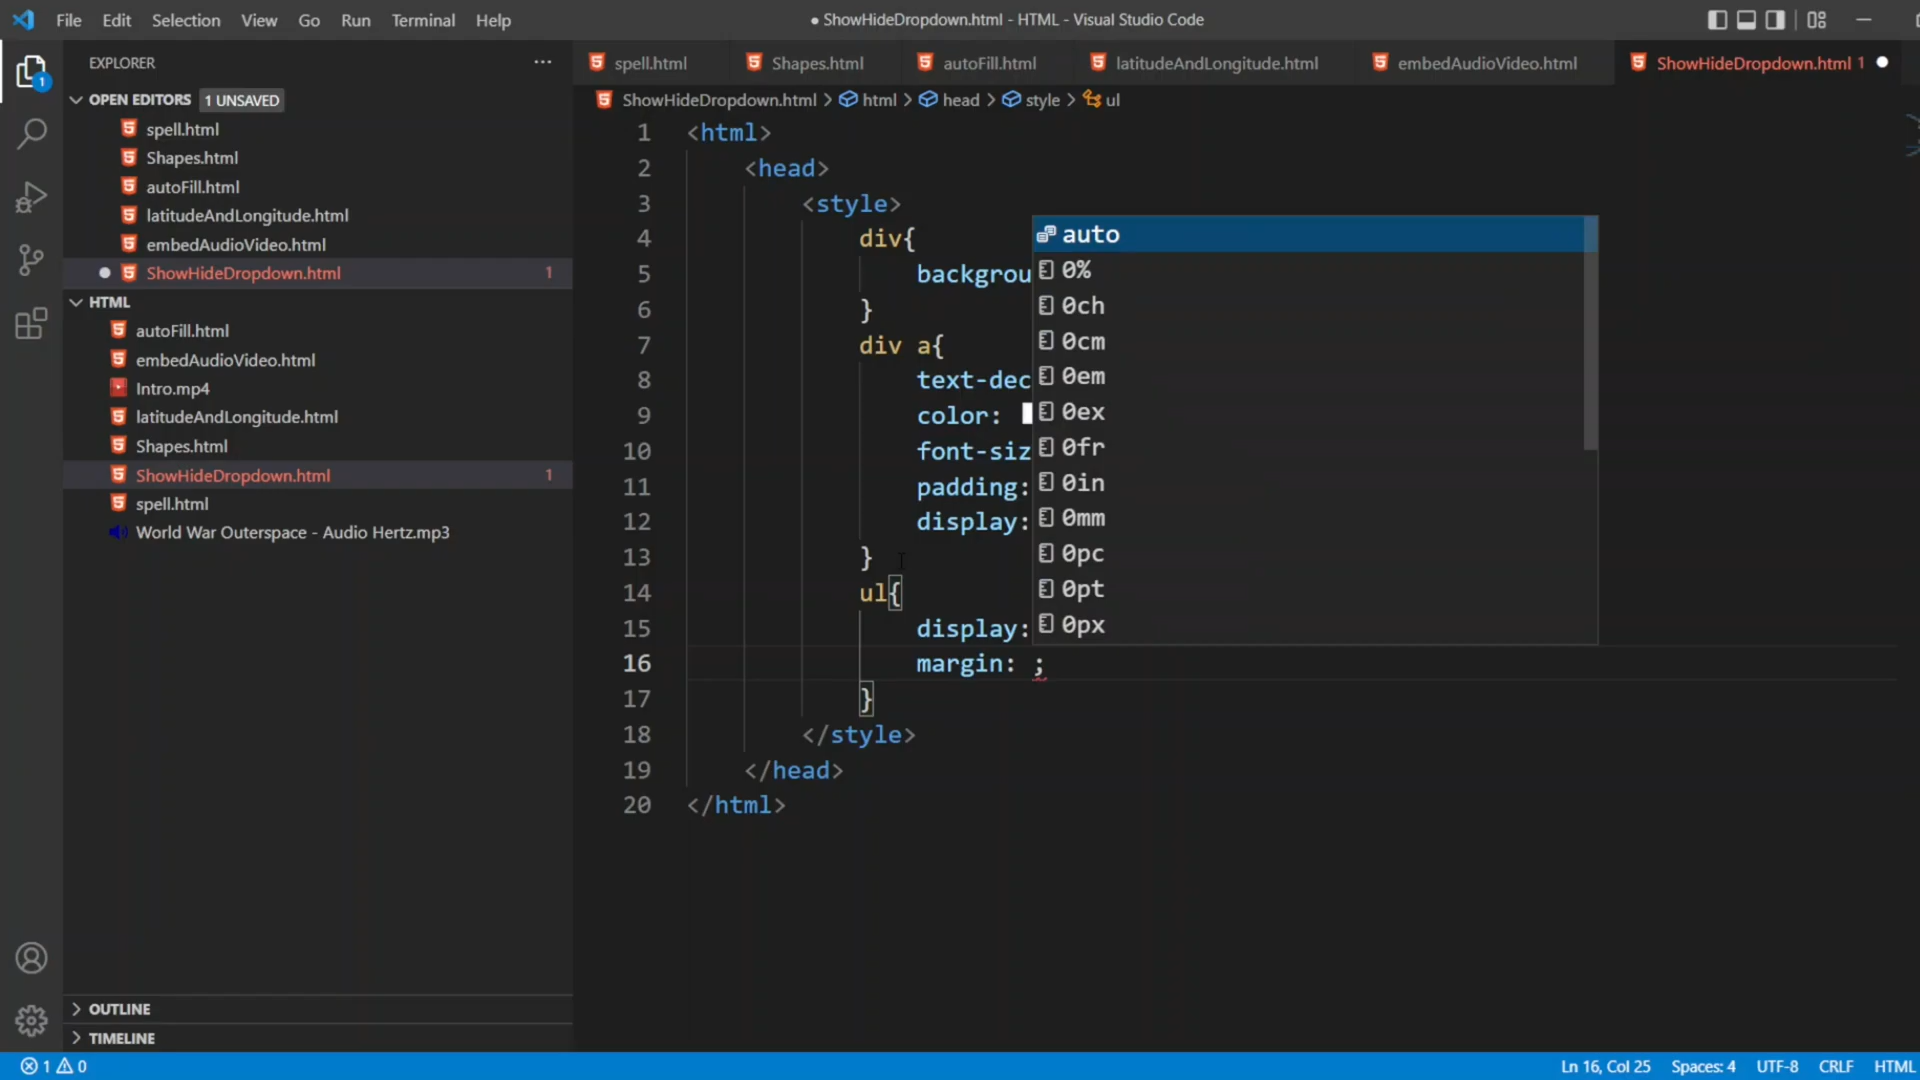 File Edit Selection View Go Run Terminal Help
● ShowHideDropdown.html - HTML - Visual Studio Code
EXPLORER ...
spell.html Shapes.html autoFill.html latitudeAndLongitude.html embedAudioVideo.html ShowHideDropdown.html 1
1
OPEN EDITORS 1 UNSAVED
spell.html
Shapes.html
autoFill.html
latitudeAndLongitude.html
embedAudioVideo.html
ShowHideDropdown.html 1
HTML
autoFill.html
embedAudioVideo.html
Intro.mp4
latitudeAndLongitude.html
Shapes.html
ShowHideDropdown.html 1
spell.html
World War Outerspace - Audio Hertz.mp3
OUTLINE
TIMELINE
ShowHideDropdown.html > html > head > style > ul
1 <html>
2 <head>
3 <style>
4 div{
5 backgrou
6 }
7 div a{
8 text-dec
9 color:
10 font-siz
11 padding:
12 display:
13 }
14 ul{
15 display:
16 margin: ;
17 }
18 </style>
19 </head>
20 </html>
auto
0%
0ch
0cm
0em
0ex
0fr
0in
0mm
0pc
0pt
0px
1 0
Ln 16, Col 25 Spaces: 4 UTF-8 CRLF HTML